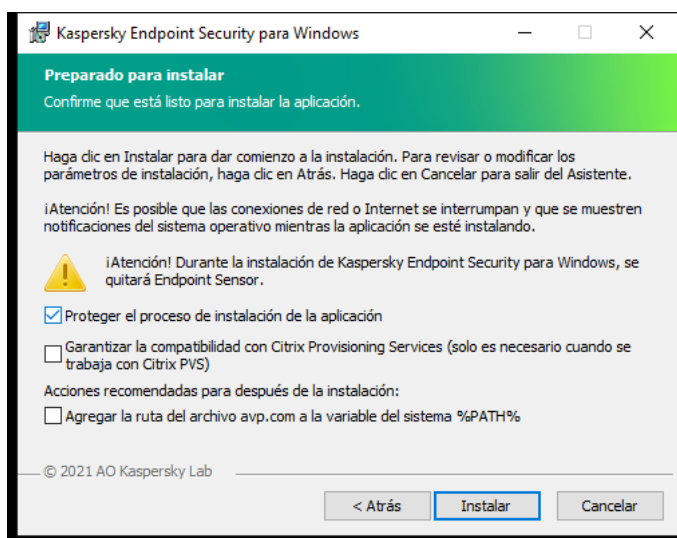 Kaspersky Endpoint Security para Windows
Preparado para instalar
Confirme que está listo para instalar la aplicación.
Haga clic en Instalar para dar comienzo a la instalación. Para revisar o modificar los
parámetros de instalación, haga clic en Atrás. Haga clic en Cancelar para salir del Asistente.
¡Atención! Es posible que las conexiones de red o Internet se interrumpan y que se muestren
notificaciones del sistema operativo mientras la aplicación se esté instalando.
¡Atención! Durante la instalación de Kaspersky Endpoint Security para Windows, se
quitará Endpoint Sensor.
Proteger el proceso de instalación de la aplicación
Garantizar la compatibilidad con Citrix Provisioning Services (solo es necesario cuando se
trabaja con Citrix PVS)
Acciones recomendadas para después de la instalación:
Agregar la ruta del archivo avp.com a la variable del sistema %PATH%
© 2021 AO Kaspersky Lab
< Atrás
Instalar
Cancelar